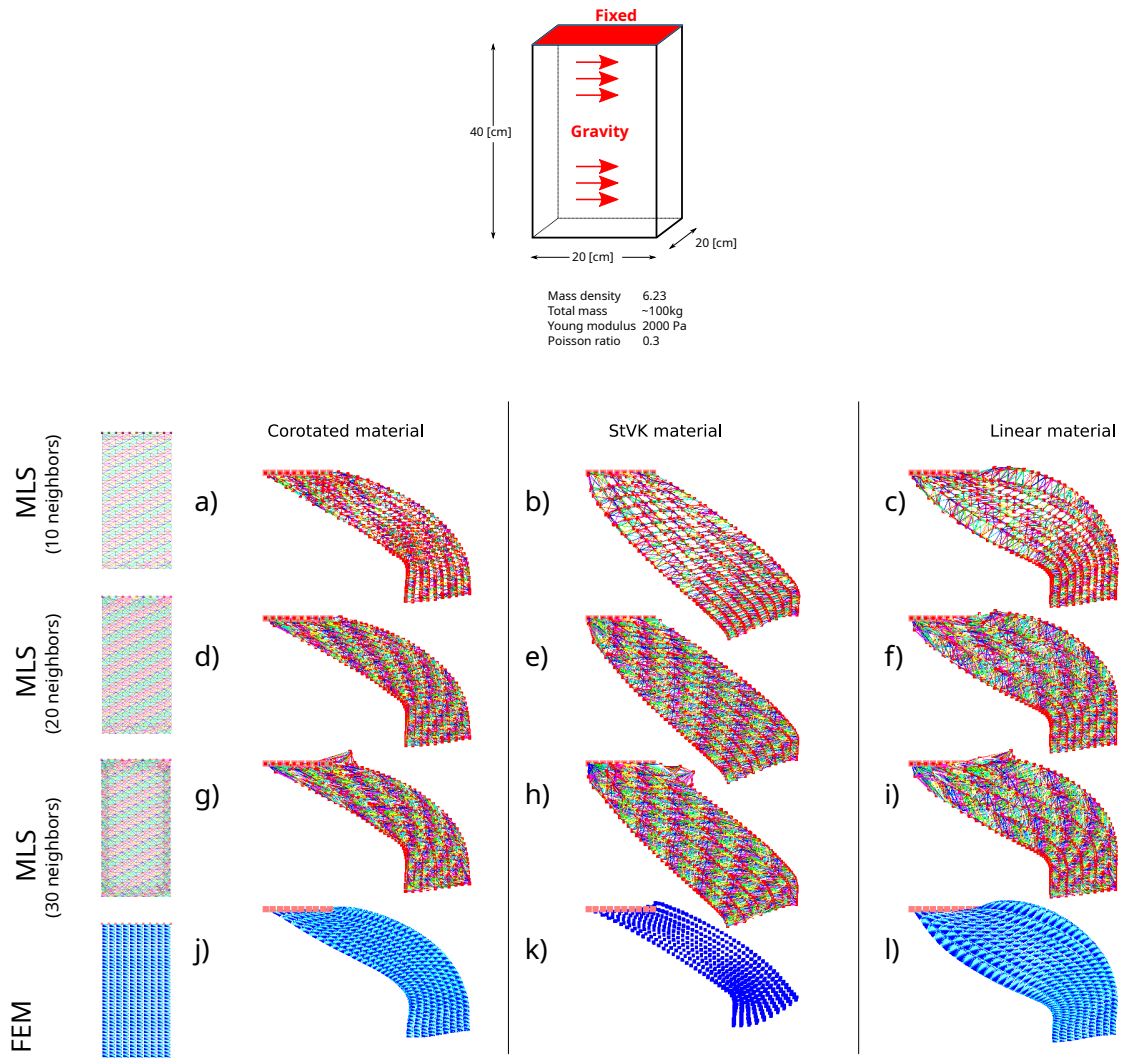 Fixed
40 [cm]
Gravity
20 [cm]
20 [cm]
Mass density 6.23
Total mass ~100kg
Young modulus 2000 Pa
Poisson ratio 0.3
Corotated material
StVK material
Linear material
MLS
(10 neighbors)
a)
b)
c)
MLS
(20 neighbors)
d)
e)
f)
MLS
(30 neighbors)
g)
h)
i)
FEM
j)
k)
l)